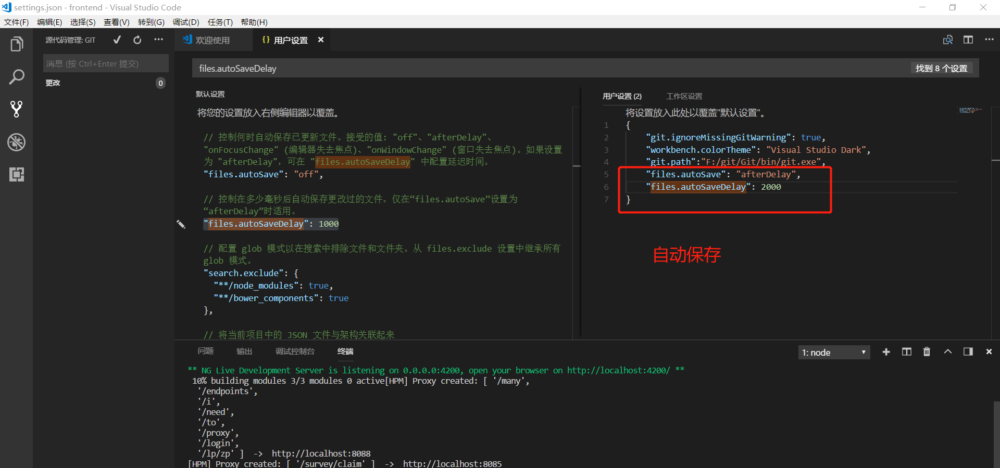 settings.json - frontend - Visual Studio Code
文件(F) 编辑(E) 选择(S) 查看(V) 转到(G) 调试(D) 任务(T) 帮助(H)
源代码管理: GIT
消息 (按 Ctrl+Enter 提交)
更改 0
欢迎使用
{} 用户设置
files.autoSaveDelay
找到 8 个设置
默认设置
将您的设置放入右侧编辑器以覆盖。
// 控制何时自动保存已更新文件。接受的值: "off"、"afterDelay"、
"onFocusChange" (编辑器失去焦点)、"onWindowChange" (窗口失去焦点)。如果设置
为 "afterDelay", 可在 "files.autoSaveDelay" 中配置延迟时间。
"files.autoSave": "off",
// 控制在多少毫秒后自动保存更改过的文件。仅在“files.autoSave”设置为
“afterDelay”时适用。
"files.autoSaveDelay": 1000
// 配置 glob 模式以在搜索中排除文件和文件夹。从 files.exclude 设置中继承所有
glob 模式。
"search.exclude": {
"**/node_modules": true,
"**/bower_components": true
},
// 将当前项目中的 JSON 文件与架构关联起来
用户设置 (2) 工作区设置
将设置放入此处以覆盖"默认设置"。
1 {
2 "git.ignoreMissingGitWarning": true,
3 "workbench.colorTheme": "Visual Studio Dark",
4 "git.path":"F:/git/Git/bin/git.exe",
5 "files.autoSave": "afterDelay",
6 "files.autoSaveDelay": 2000
7 }
自动保存
问题 输出 调试控制台 终端
1: node
** NG Live Development Server is listening on 0.0.0.0:4200, open your browser on http://localhost:4200/ **
10% building modules 3/3 modules 0 active[HPM] Proxy created: [ '/many',
'/endpoints',
'/i',
'/need',
'/to',
'/proxy',
'/login',
'/lp/zp' ] -> http://localhost:8088
[HPM] Proxy created: [ '/survey/claim' ] -> http://localhost:8085